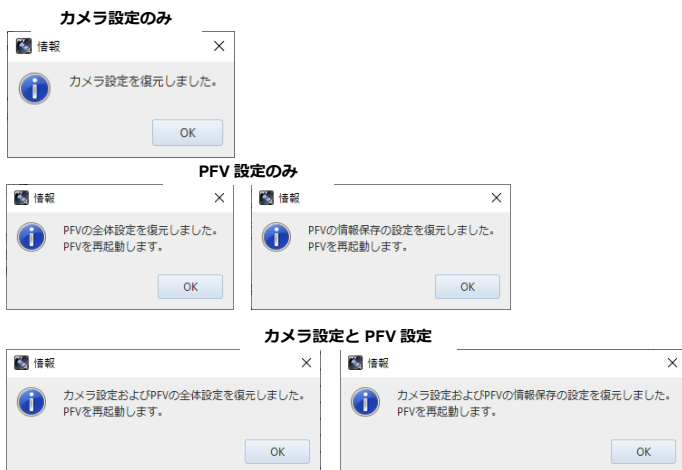 カメラ設定のみ
情報
カメラ設定を復元しました。
OK
PFV 設定のみ
情報
PFVの全体設定を復元しました。
PFVを再起動します。
OK
情報
PFVの情報保存の設定を復元しました。
PFVを再起動します。
OK
カメラ設定と PFV 設定
情報
カメラ設定およびPFVの全体設定を復元しました。
PFVを再起動します。
OK
情報
カメラ設定およびPFVの情報保存の設定を復元しました。
PFVを再起動します。
OK